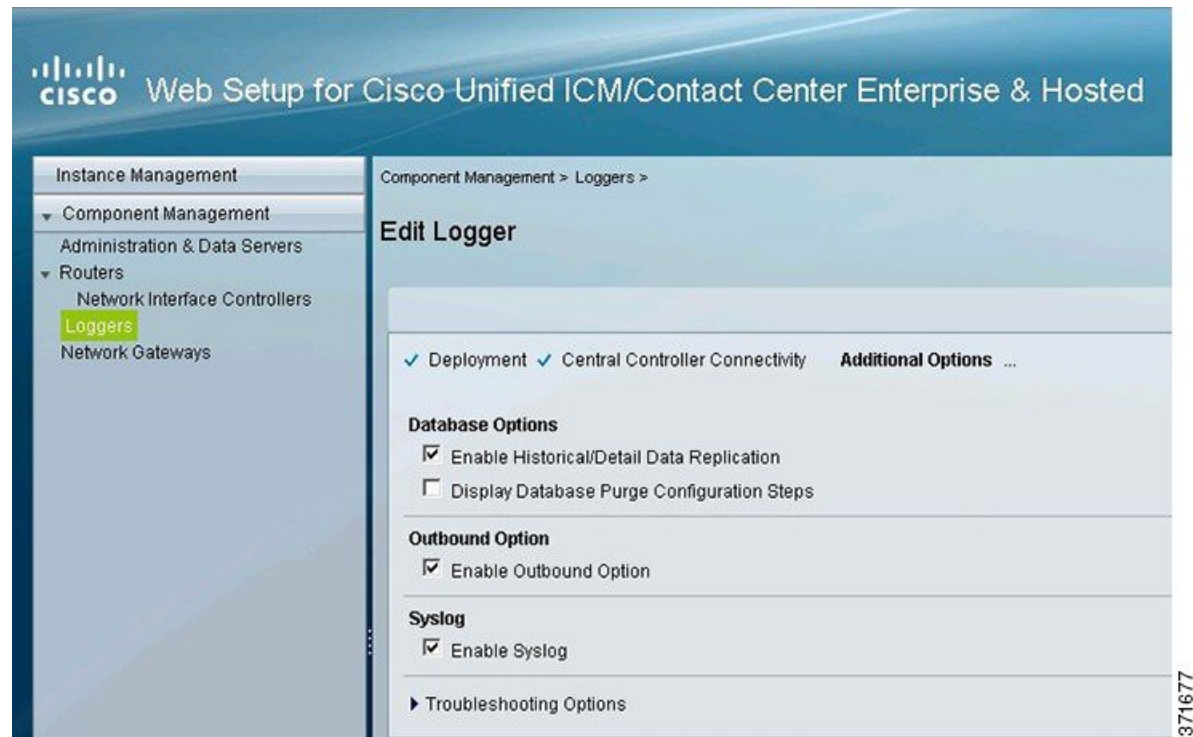 CISCO Web Setup for Cisco Unified ICM/Contact Center Enterprise & Hosted
Instance Management
Component Management
Administration & Data Servers
Routers
Network Interface Controllers
Loggers
Network Gateways
Component Management > Loggers >
Edit Logger
Deployment Central Controller Connectivity Additional Options ...
Database Options
Enable Historical/Detail Data Replication
Display Database Purge Configuration Steps
Outbound Option
Enable Outbound Option
Syslog
Enable Syslog
Troubleshooting Options
371677